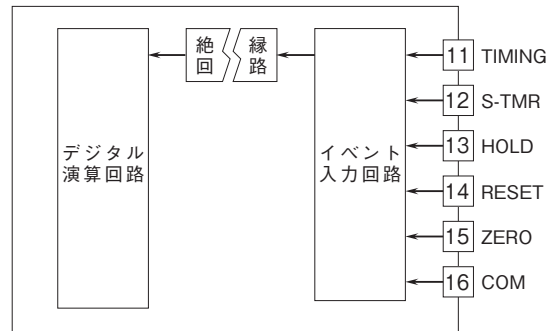 絶縁
回路
11 TIMING
12 S-TMR
13 HOLD
デジタル
演算回路
イベント
入力回路
14 RESET
15 ZERO
16 COM